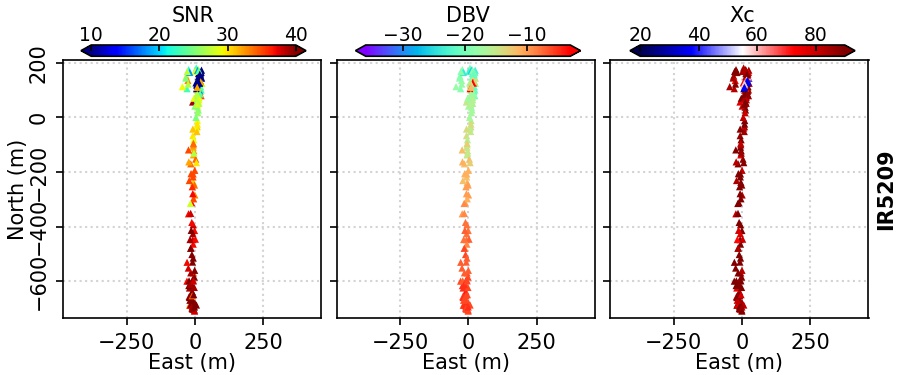 SNR DBV Xc
10 20 30 40 −30 −20 −10 20 40 60 80
200
0
−200
−400
−600
North (m)
IR5209
−250 0 250 −250 0 250 −250 0 250
East (m) East (m) East (m)